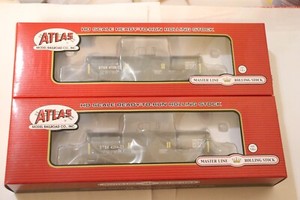 HO SCALE READY-TO-RUN ROLLING STOCK
ATLAS
MODEL RAILROAD CO., INC.
MASTER LINE
ROLLING STOCK
HO SCALE READY-TO-RUN ROLLING STOCK
ATLAS
MODEL RAILROAD CO., INC.
MASTER LINE
ROLLING STOCK